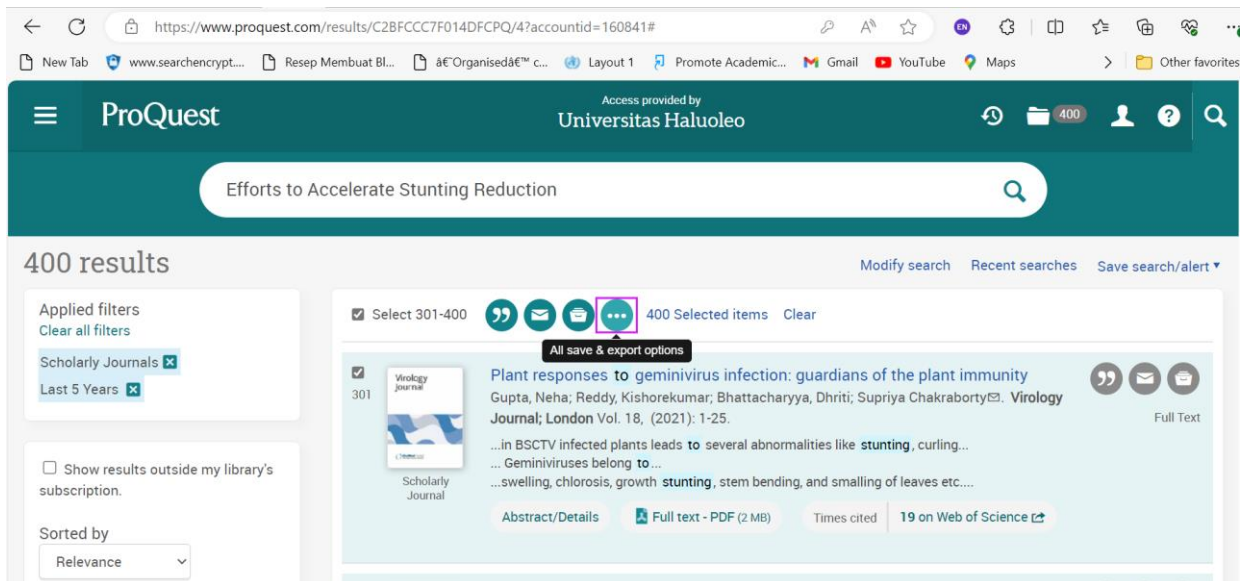 https://www.proquest.com/results/C2BFCCC7F014DFCPQ/4?accountid=160841#
New Tab www.searchencrypt.... Resep Membuat Bl... â€˜Organisedâ€™ c... Layout 1 Promote Academic... Gmail YouTube Maps Other favorites
ProQuest
Access provided by
Universitas Haluoleo
400
Efforts to Accelerate Stunting Reduction
400 results
Modify search Recent searches Save search/alert
Applied filters
Clear all filters
Scholarly Journals
Last 5 Years
Show results outside my library's
subscription.
Sorted by
Relevance
Select 301-400 400 Selected items Clear
All save & export options
301
Virology
Journal
Scholarly
Journal
Plant responses to geminivirus infection: guardians of the plant immunity
Gupta, Neha; Reddy, Kishorekumar; Bhattacharyya, Dhriti; Supriya Chakraborty. Virology
Journal; London Vol. 18, (2021): 1-25.
...in BSCTV infected plants leads to several abnormalities like stunting, curling...
... Geminiviruses belong to...
...swelling, chlorosis, growth stunting, stem bending, and smalling of leaves etc....
Abstract/Details Full text - PDF (2 MB) Times cited 19 on Web of Science
Full Text